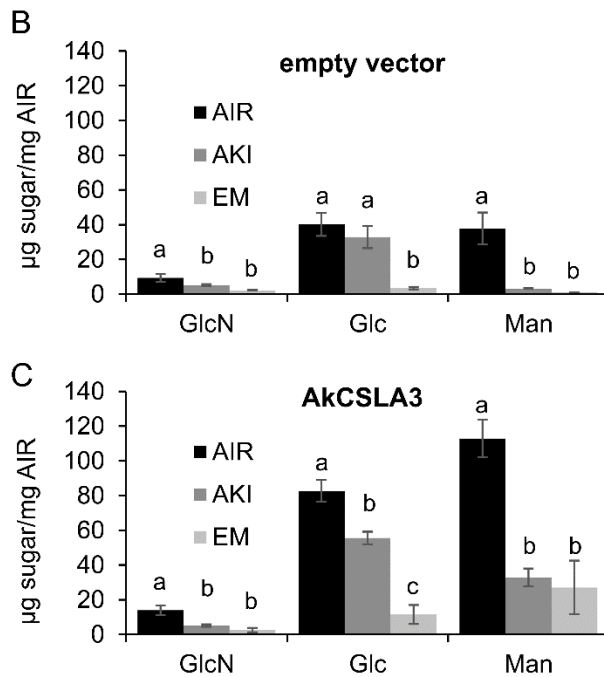 B
empty vector
µg sugar/mg AIR
140
120
100
80
60
40
20
0
AIR
AKI
EM
a
b
b
a
a
b
a
b
b
GlcN
Glc
Man
C
AkCSLA3
µg sugar/mg AIR
140
120
100
80
60
40
20
0
AIR
AKI
EM
a
b
b
a
b
c
a
b
b
GlcN
Glc
Man